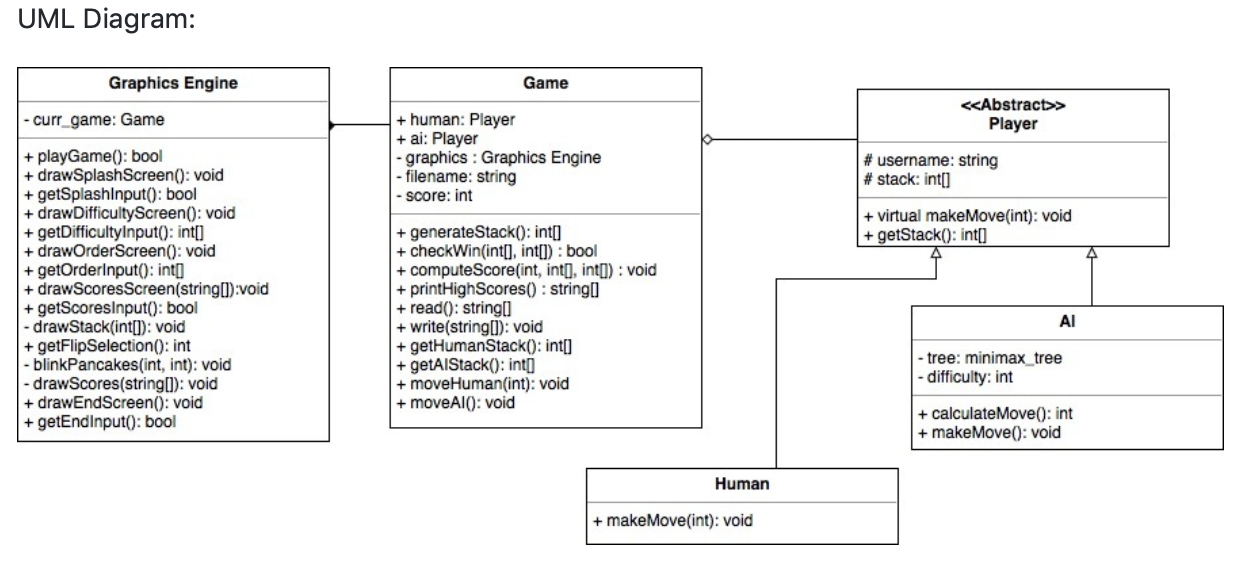 UML Diagram:
Graphics Engine
- curr_game: Game
+ playGame(): bool
+ drawSplashScreen(): void
+ getSplashInput(): bool
+ drawDifficultyScreen(): void
+ getDifficultyInput(): int[]
+ drawOrderScreen(): void
+ getOrderInput(): int[]
+ drawScoresScreen(string[]):void
+ getScoresInput(): bool
- drawStack(int[]): void
+ getFlipSelection(): int
- blinkPancakes(int, int): void
- drawScores(string[]): void
+ drawEndScreen(): void
+ getEndInput(): bool
Game
+ human: Player
+ ai: Player
- graphics : Graphics Engine
- filename: string
- score: int
+ generateStack(): int[]
+ checkWin(int[], int[]) : bool
+ computeScore(int, int[], int[]) : void
+ printHighScores() : string[]
+ read(): string[]
+ write(string[]): void
+ getHumanStack(): int[]
+ getAIStack(): int[]
+ moveHuman(int): void
+ moveAI(): void
<<Abstract>>
Player
# username: string
# stack: int[]
+ virtual makeMove(int): void
+ getStack(): int[]
AI
- tree: minimax_tree
- difficulty: int
+ calculateMove(): int
+ makeMove(): void
Human
+ makeMove(int): void